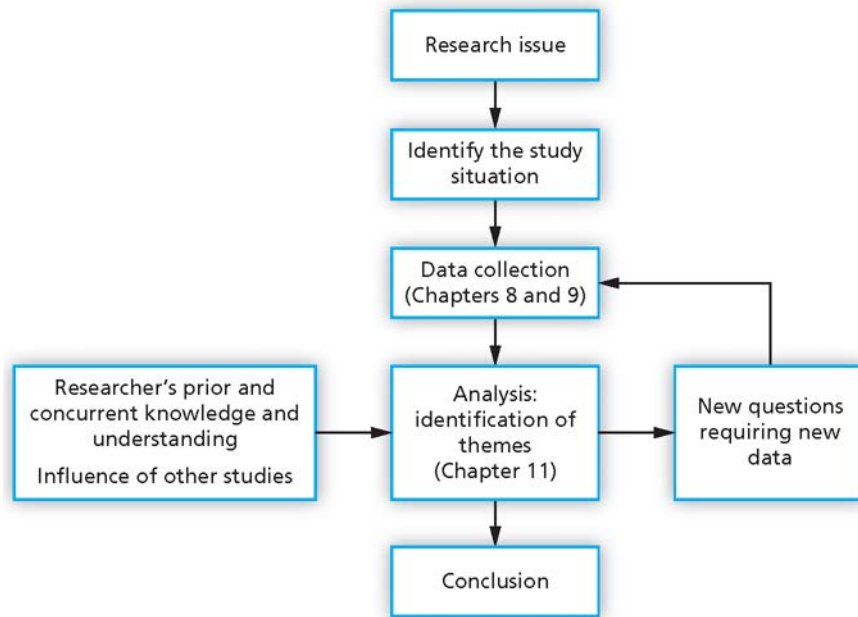 Research issue
Identify the study
situation
Data collection
(Chapters 8 and 9)
Researcher's prior and
concurrent knowledge and
understanding
Influence of other studies
Analysis:
identification of
themes
(Chapter 11)
New questions
requiring new
data
Conclusion